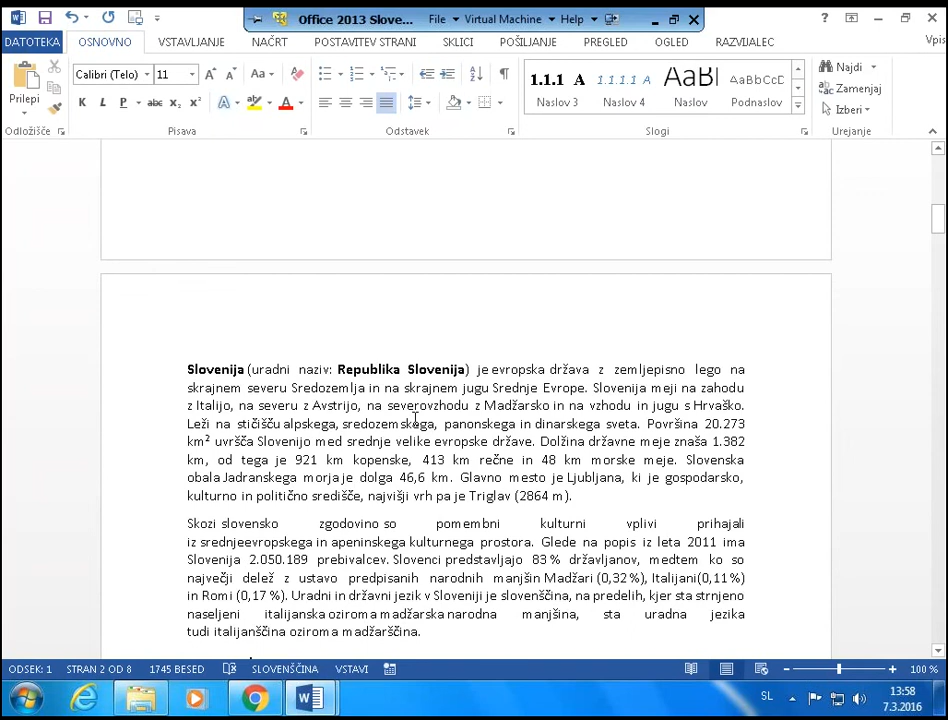 Office 2013 Slove...
File
Virtual Machine
Help
DATOTEKA
OSNOVNO
VSTAVLJANJE
NAČRT
POSTAVITEV STRANI
SKLICI
POŠILJANJE
PREGLED
OGLED
RAZVIJALEC
Vpis
Prilepi
Calibri (Telo)
11
Aa
K L P abc x₂ x²
1.1.1 A
Naslov 3
1.1.1.1 A
Naslov 4
AaBl
Naslov
AaBbCcD
Podnaslov
Najdi
Zamenjaj
Izberi
Odložišče
Pisava
Odstavek
Slogi
Urejanje
Slovenija (uradni naziv: Republika Slovenija) je evropska država z zemljepisno lego na
skrajnem severu Sredozemlja in na skrajnem jugu Srednje Evrope. Slovenija meji na zahodu
z Italijo, na severu z Avstrijo, na severovzhodu z Madžarsko in na vzhodu in jugu s Hrvaško.
Leži na stičišču alpskega, sredozemskega, panonskega in dinarskega sveta. Površina 20.273
km² uvršča Slovenijo med srednje velike evropske države. Dolžina državne meje znaša 1.382
km, od tega je 921 km kopenske, 413 km rečne in 48 km morske meje. Slovenska
obala Jadranskega morja je dolga 46,6 km. Glavno mesto je Ljubljana, ki je gospodarsko,
kulturno in politično središče, najvišji vrh pa je Triglav (2864 m).
Skozi slovensko zgodovino so pomembni kulturni vplivi prihajali
iz srednjeevropskega in apeninskega kulturnega prostora. Glede na popis iz leta 2011 ima
Slovenija 2.050.189 prebivalcev. Slovenci predstavljajo 83 % državljanov, medtem ko so
največji delež z ustavo predpisanih narodnih manjšin Madžari (0,32 %), Italijani(0,11 %)
in Romi (0,17 %). Uradni in državni jezik v Sloveniji je slovenščina, na predelih, kjer sta strnjeno
naseljeni italijanska oziroma madžarska narodna manjšina, sta uradna jezika
tudi italijanščina oziroma madžarščina.
ODSEK: 1
STRAN 2 OD 8
1745 BESED
SLOVENŠČINA
VSTAVI
100 %
SL
13:58
7.3.2016